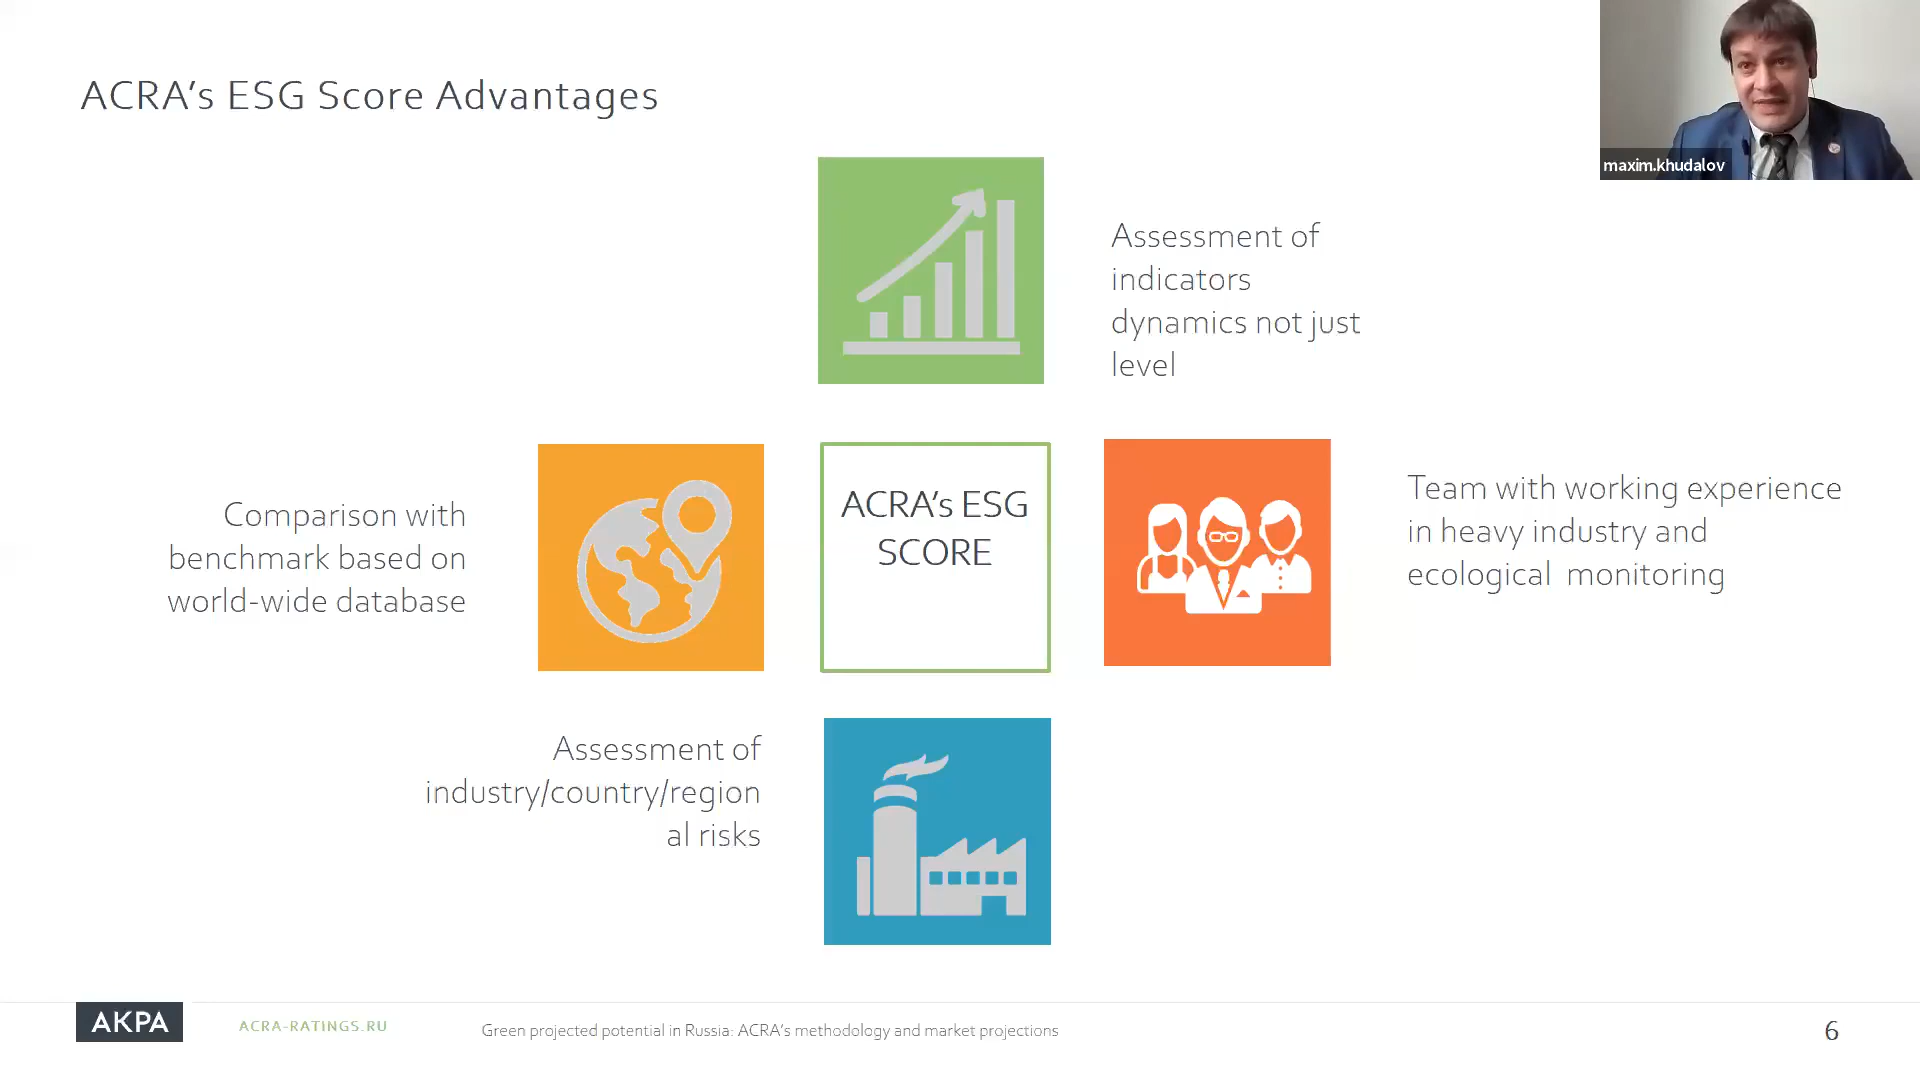 ACRA's ESG Score Advantages
maxim.khudalov
Assessment of
indicators
dynamics not just
level
Comparison with
benchmark based on
world-wide database
ACRA's ESG
SCORE
Team with working experience
in heavy industry and
ecological monitoring
Assessment of
industry/country/region
al risks
АКРА
ACRA-RATINGS.RU
Green projected potential in Russia: ACRA's methodology and market projections
6